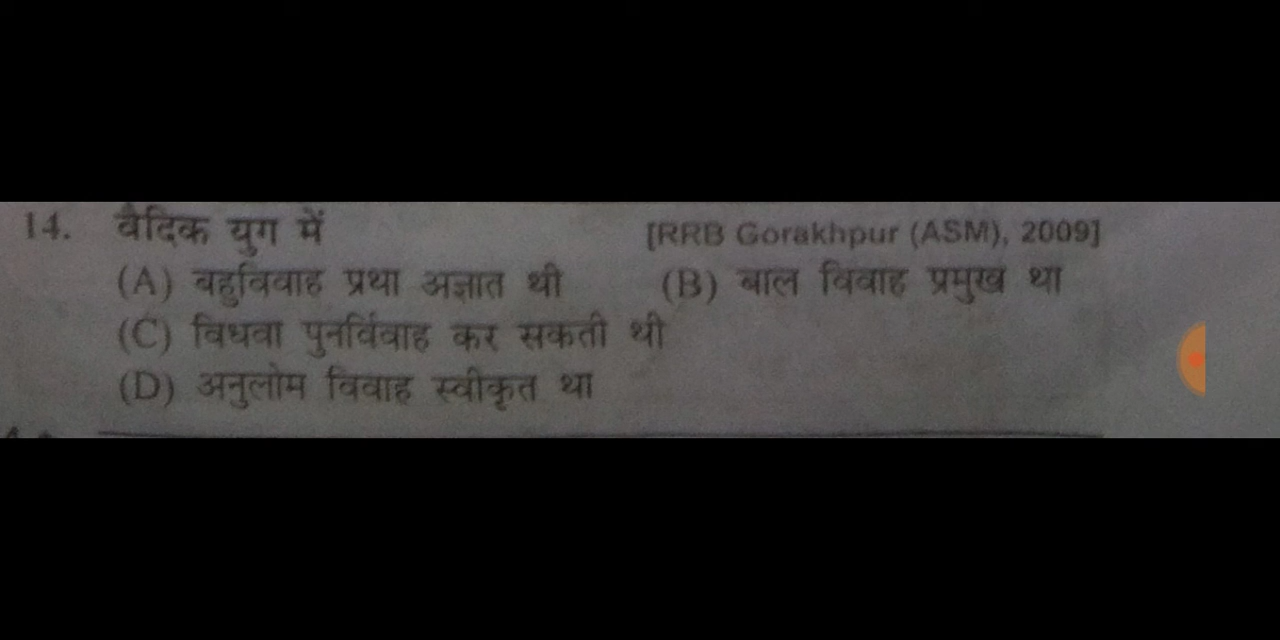 14. वैदिक युग में [RRB Gorakhpur (ASM), 2009]
(A) बहुविवाह प्रथा अज्ञात थी (B) बाल विवाह प्रमुख था
(C) विधवा पुनर्विवाह कर सकती थी
(D) अनुलोम विवाह स्वीकृत था